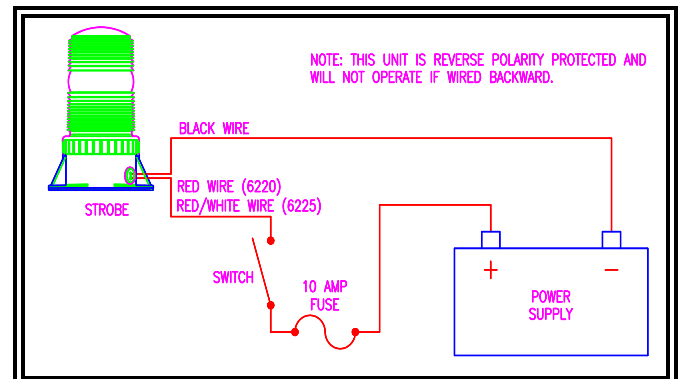 NOTE: THIS UNIT IS REVERSE POLARITY PROTECTED AND
WILL NOT OPERATE IF WIRED BACKWARD.
BLACK WIRE
RED WIRE (6220)
RED/WHITE WIRE (6225)
STROBE
SWITCH
10 AMP
FUSE
+
−
POWER
SUPPLY